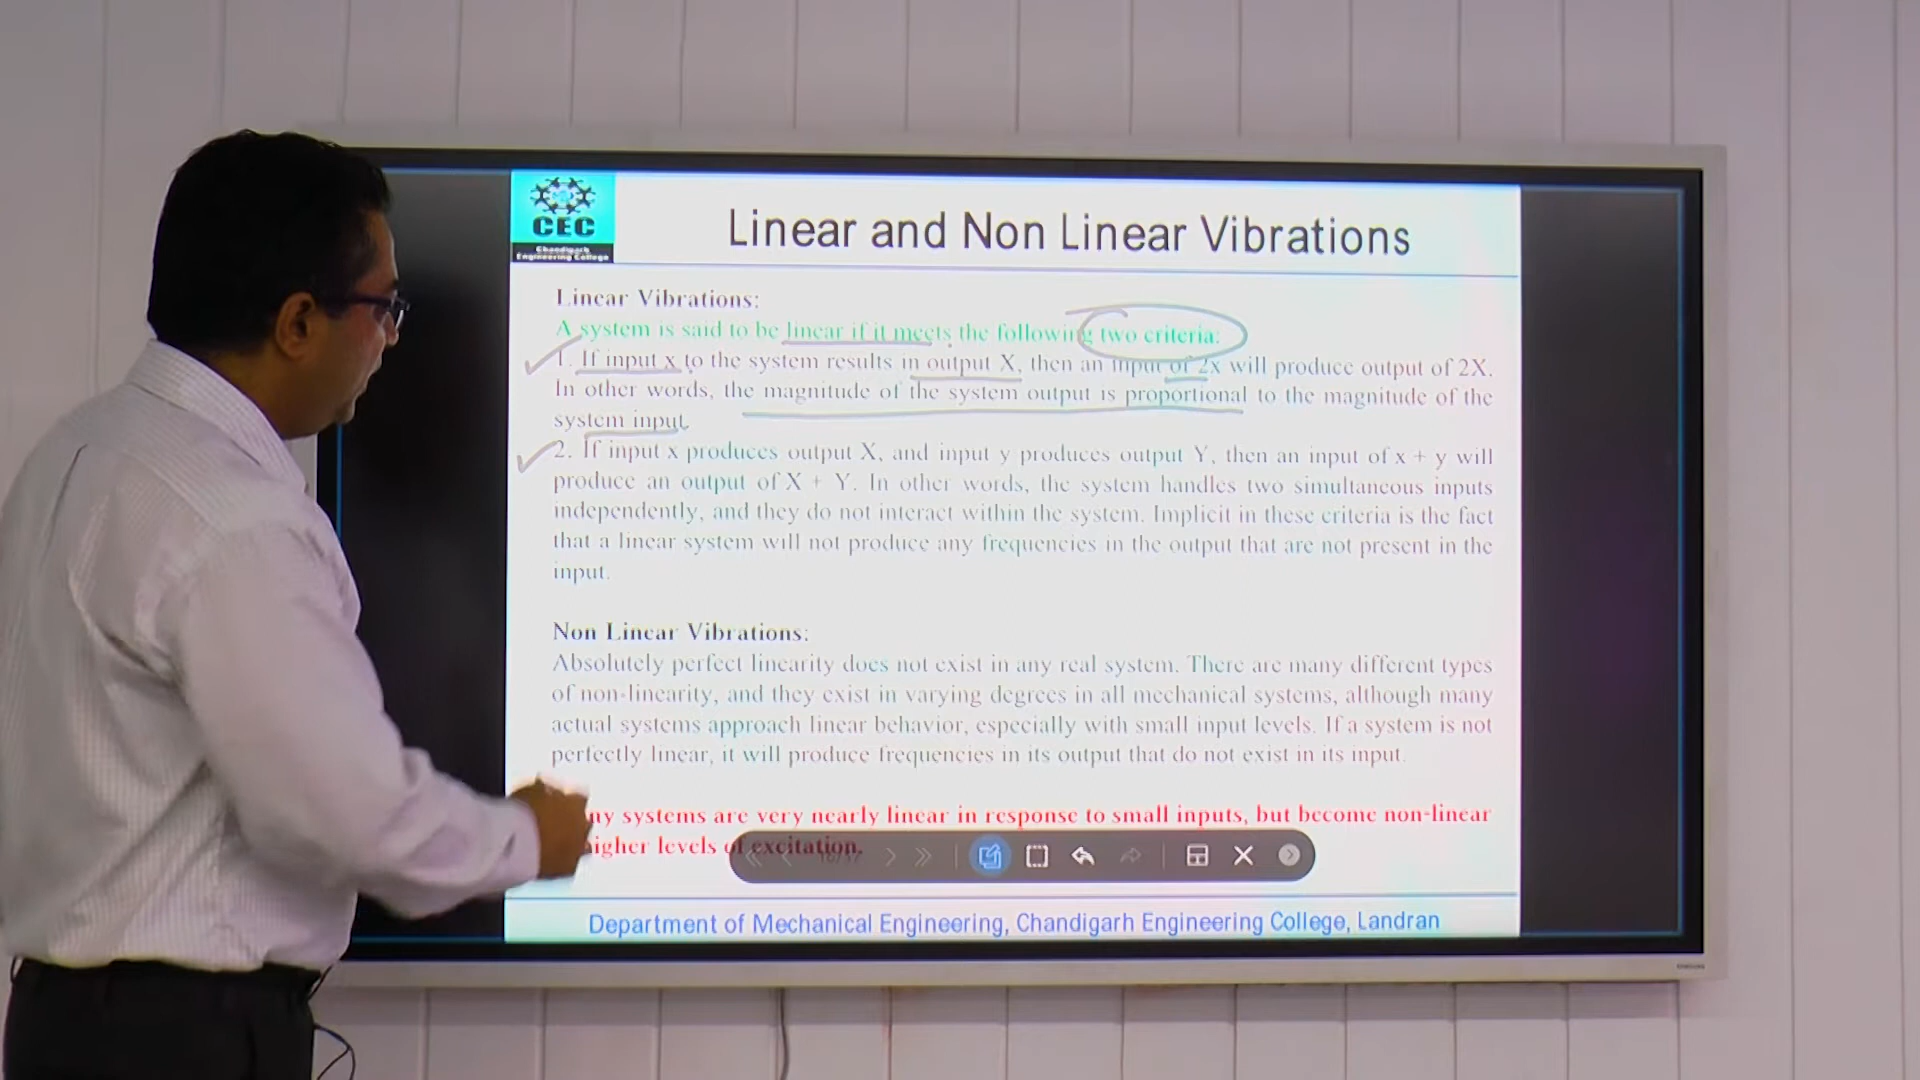 CEC
Chandigarh
Engineering College
Linear and Non Linear Vibrations
Linear Vibrations:
A system is said to be linear if it meets the following two criteria:
1. If input x to the system results in output X, then an input of 2x will produce output of 2X.
In other words, the magnitude of the system output is proportional to the magnitude of the
system input.
2. If input x produces output X, and input y produces output Y, then an input of x + y will
produce an output of X + Y. In other words, the system handles two simultaneous inputs
independently, and they do not interact within the system. Implicit in these criteria is the fact
that a linear system will not produce any frequencies in the output that are not present in the
input.
Non Linear Vibrations:
Absolutely perfect linearity does not exist in any real system. There are many different types
of non-linearity, and they exist in varying degrees in all mechanical systems, although many
actual systems approach linear behavior, especially with small input levels. If a system is not
perfectly linear, it will produce frequencies in its output that do not exist in its input.
ny systems are very nearly linear in response to small inputs, but become non-linear
igher levels of excitation.
Department of Mechanical Engineering, Chandigarh Engineering College, Landran